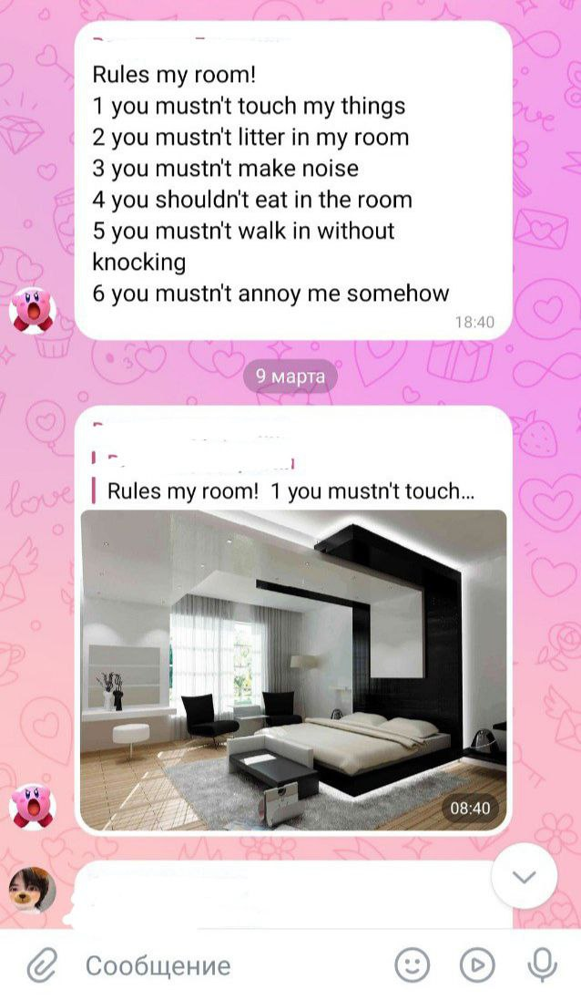 Rules my room!
1 you mustn't touch my things
2 you mustn't litter in my room
3 you mustn't make noise
4 you shouldn't eat in the room
5 you mustn't walk in without
knocking
6 you mustn't annoy me somehow
18:40
9 марта
Rules my room! 1 you mustn't touch...
08:40
Сообщение